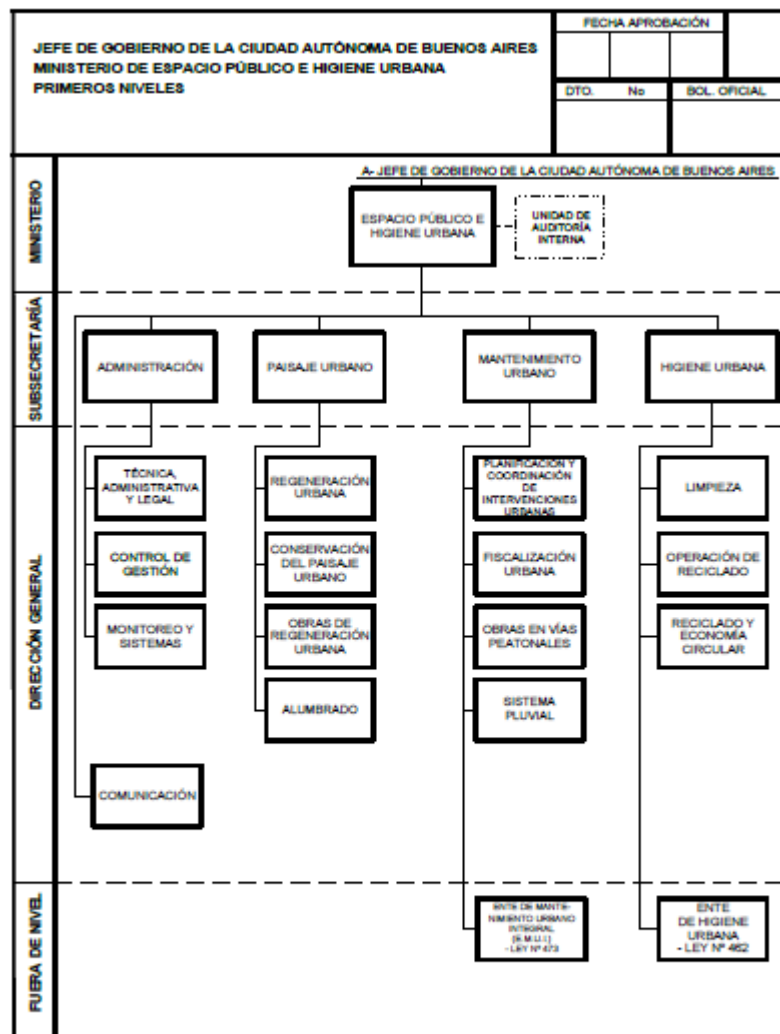 JEFE DE GOBIERNO DE LA CIUDAD AUTÓNOMA DE BUENOS AIRES
MINISTERIO DE ESPACIO PÚBLICO E HIGIENE URBANA
PRIMEROS NIVELES
FECHA APROBACIÓN
DTO. No BOL. OFICIAL
MINISTERIO
A- JEFE DE GOBIERNO DE LA CIUDAD AUTÓNOMA DE BUENOS AIRES
ESPACIO PÚBLICO E
HIGIENE URBANA
UNIDAD DE
AUDITORÍA
INTERNA
SUBSECRETARÍA
ADMINISTRACIÓN
PAISAJE URBANO
MANTENIMIENTO
URBANO
HIGIENE URBANA
DIRECCIÓN GENERAL
TÉCNICA,
ADMINISTRATIVA
Y LEGAL
REGENERACIÓN
URBANA
PLANIFICACIÓN Y
COORDINACIÓN
DE
INTERVENCIONES
URBANAS
LIMPIEZA
CONTROL DE
GESTIÓN
CONSERVACIÓN
DEL PAISAJE
URBANO
FISCALIZACIÓN
URBANA
OPERACIÓN DE
RECICLADO
MONITOREO Y
SISTEMAS
OBRAS DE
REGENERACIÓN
URBANA
OBRAS EN VÍAS
PEATONALES
RECICLADO Y
ECONOMÍA
CIRCULAR
ALUMBRADO
SISTEMA
PLUVIAL
COMUNICACIÓN
FUERA DE NIVEL
ENTE DE MANTE-
NIMIENTO URBANO
INTEGRAL
(E.M.U.I.)
- LEY Nº 473
ENTE
DE HIGIENE
URBANA
- LEY Nº 462